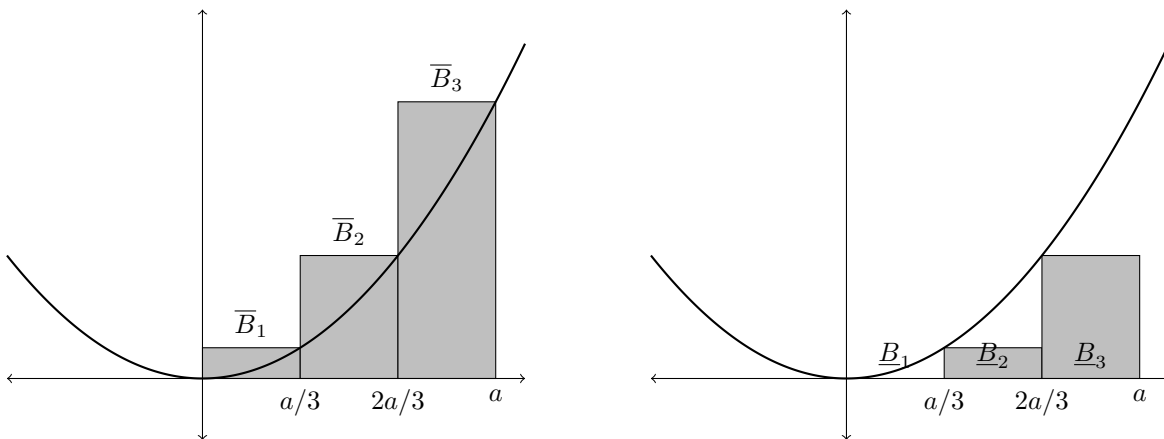 B̅₃
B̅₂
B̅₁
a/3 2a/3 a
B̲₁ B̲₂ B̲₃
a/3 2a/3 a